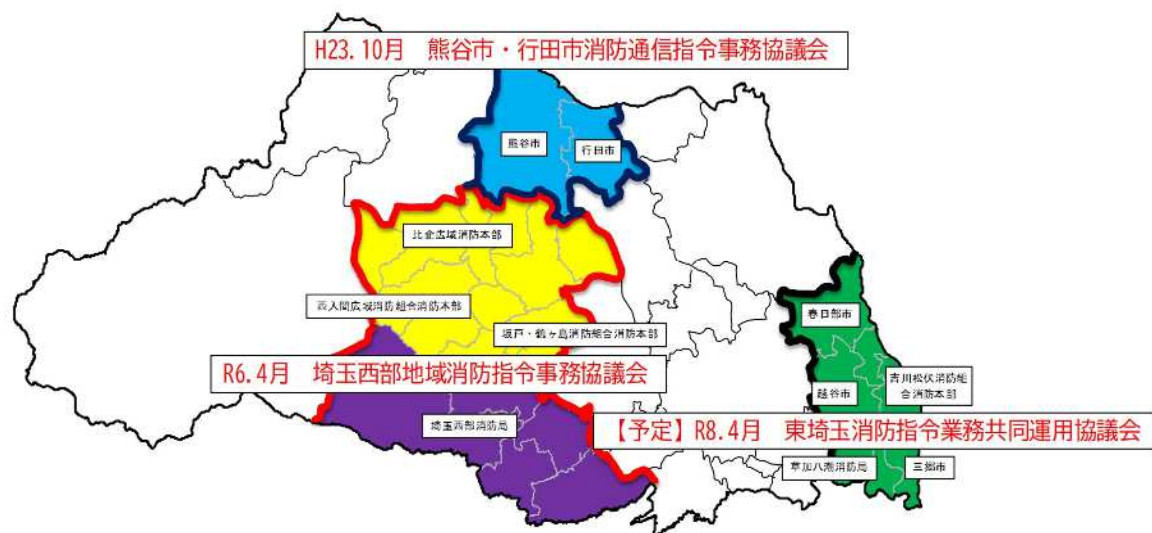 H23.10月　熊谷市・行田市消防通信指令事務協議会
熊谷市
行田市
比企広域消防本部
西入間広域消防組合消防本部
坂戸・鶴ヶ島消防組合消防本部
春日部市
R6.4月　埼玉西部地域消防指令事務協議会
越谷市
吉川松伏消防組
合消防本部
埼玉西部消防局
【予定】R8.4月　東埼玉消防指令業務共同運用協議会
草加八潮消防局
三郷市